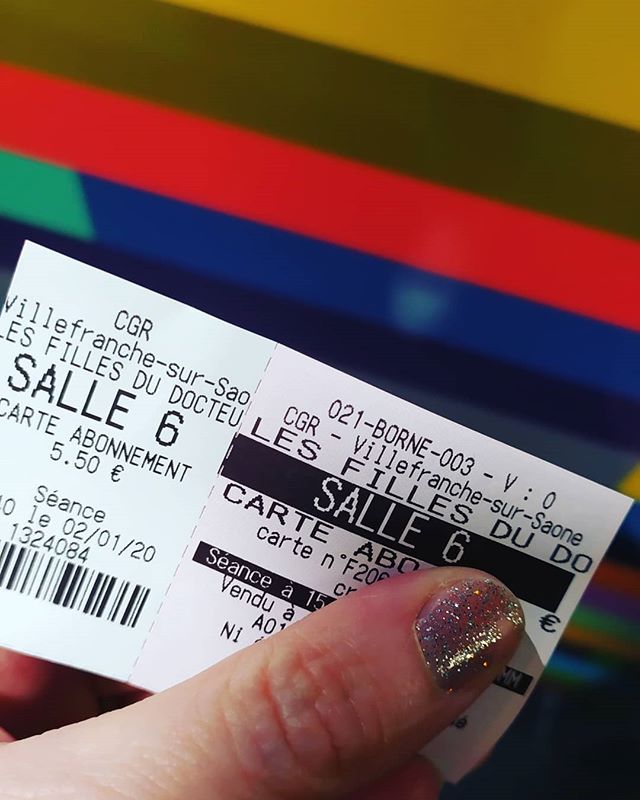 CGR
Villefranche-sur-Sao
LES FILLES DU DOCTEU
SALLE 6
CARTE ABONNEMENT
5.50 €
Séance
le 02/01/20
1324084
021-BORNE-003 - V : 0
CGR - Villefranche-sur-Saone
LES FILLES DU DO
SALLE 6
CARTE ABO
carte n°F206
€
Séance à 15
Vendu à
A01
Ni